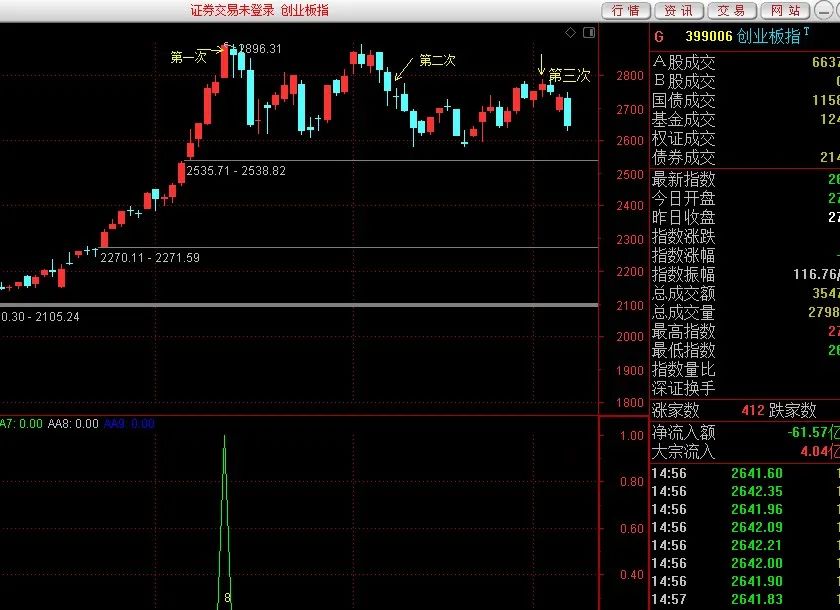 证券交易未登录 创业板指 行情 资讯 交易 网站
G 399006 创业板指
第一次 2896.31
第二次
第三次
2535.71 - 2538.82
2270.11 - 2271.59
0.30 - 2105.24
2800
2700
2600
2500
2400
2300
2200
2100
2000
1900
1800
A7: 0.00 AA8: 0.00 AA9: 0.00
1.00
0.80
0.60
0.40
8
A股成交 6637
B股成交 0
国债成交 1150
基金成交 124
权证成交
债券成交 214
最新指数 26
今日开盘 27
昨日收盘 27
指数涨跌
指数涨幅 -
指数振幅 116.76/
总成交额 3547
总成交量 2798
最高指数 27
最低指数 26
指数量比
深证换手
涨家数 412 跌家数
净流入额 -61.57亿
大宗流入 4.04亿
14:56 2641.60
14:56 2642.35
14:56 2641.96
14:56 2642.09
14:56 2642.21
14:56 2642.00
14:56 2641.90
14:57 2641.83